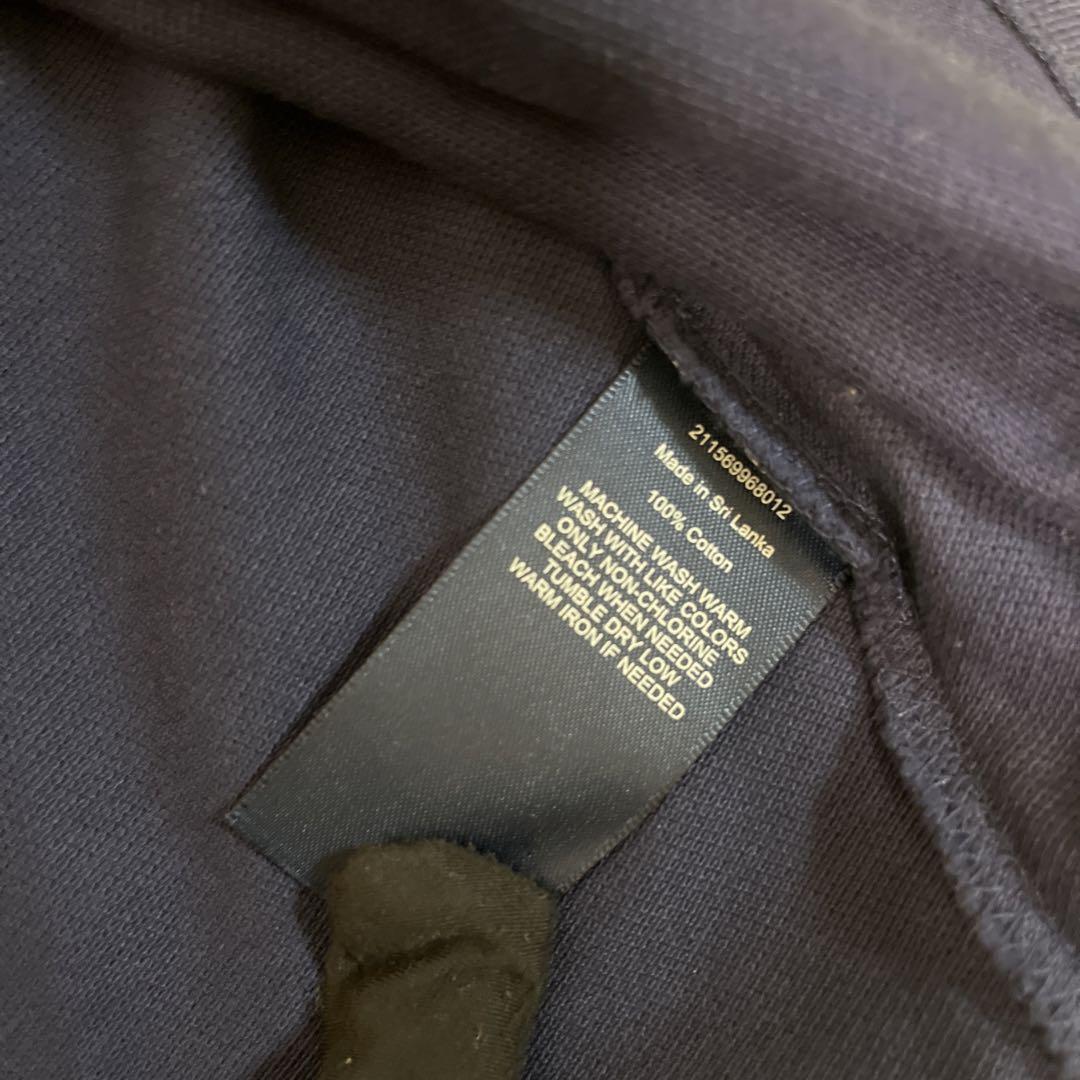 211569968012
Made in Sri Lanka
100% Cotton
MACHINE WASH WARM
WASH WITH LIKE COLORS
ONLY NON-CHLORINE
BLEACH WHEN NEEDED
TUMBLE DRY LOW
WARM IRON IF NEEDED